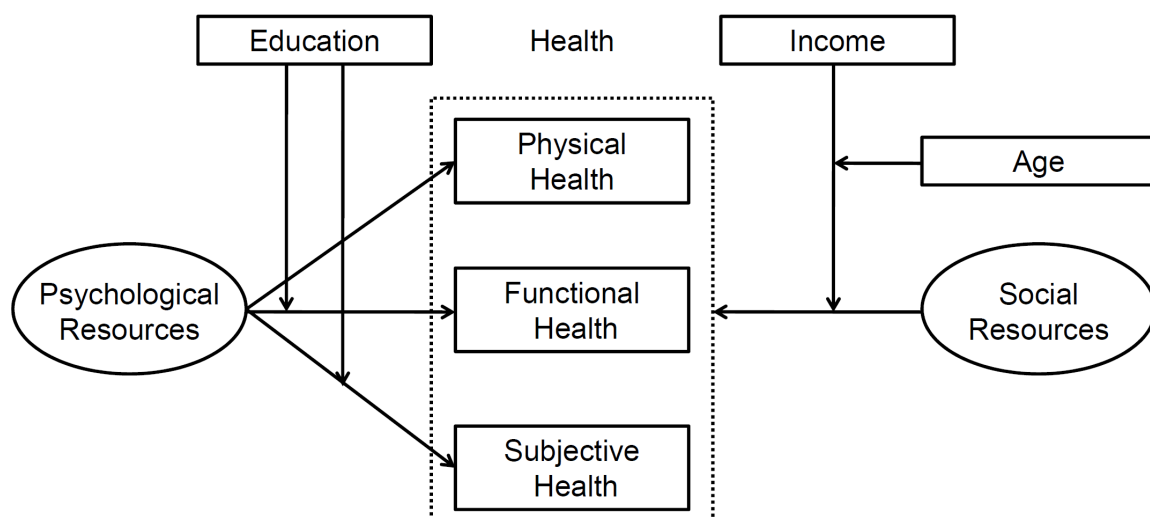 Education
Health
Income
Physical
Health
Age
Psychological
Resources
Functional
Health
Social
Resources
Subjective
Health